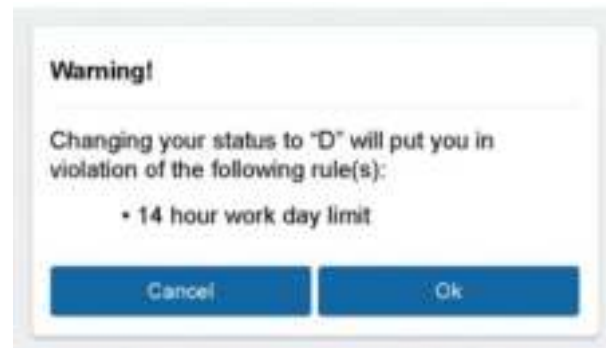 Warning!
Changing your status to "D" will put you in
violation of the following rule(s):
• 14 hour work day limit
Cancel Ok